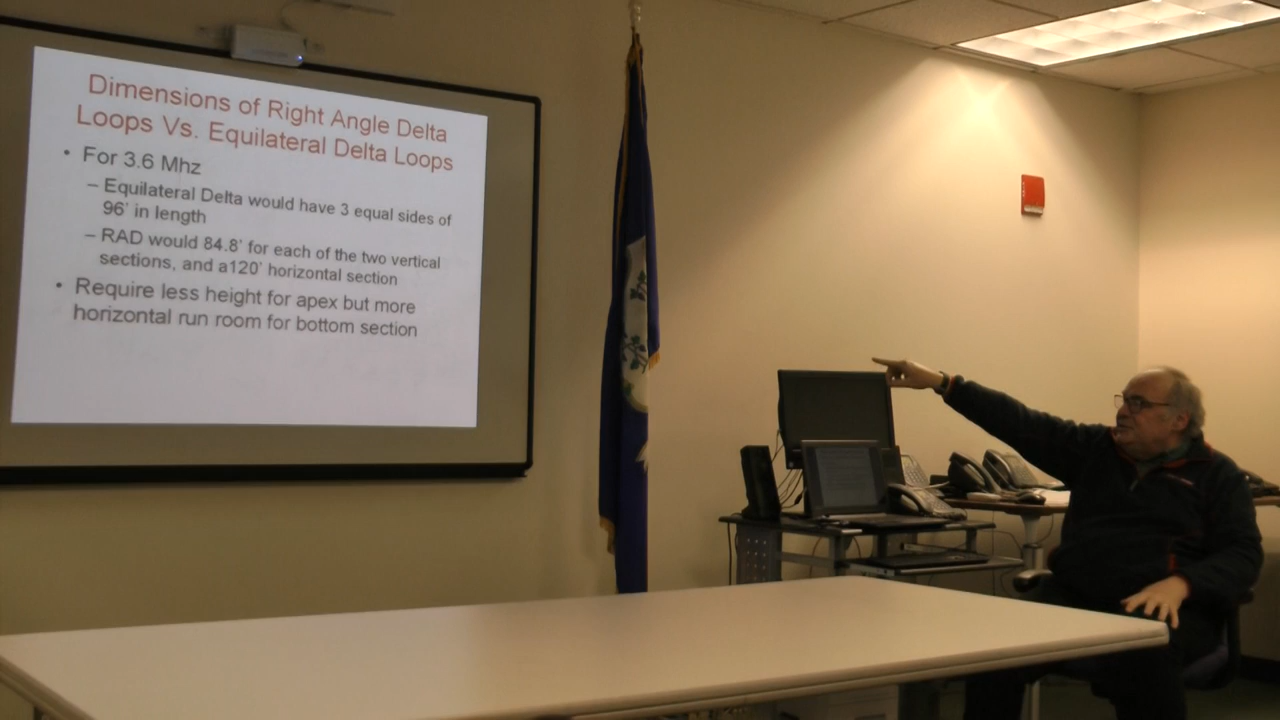 Dimensions of Right Angle Delta
Loops Vs. Equilateral Delta Loops
• For 3.6 Mhz
– Equilateral Delta would have 3 equal sides of
96' in length
– RAD would 84.8' for each of the two vertical
sections, and a120' horizontal section
• Require less height for apex but more
horizontal run room for bottom section